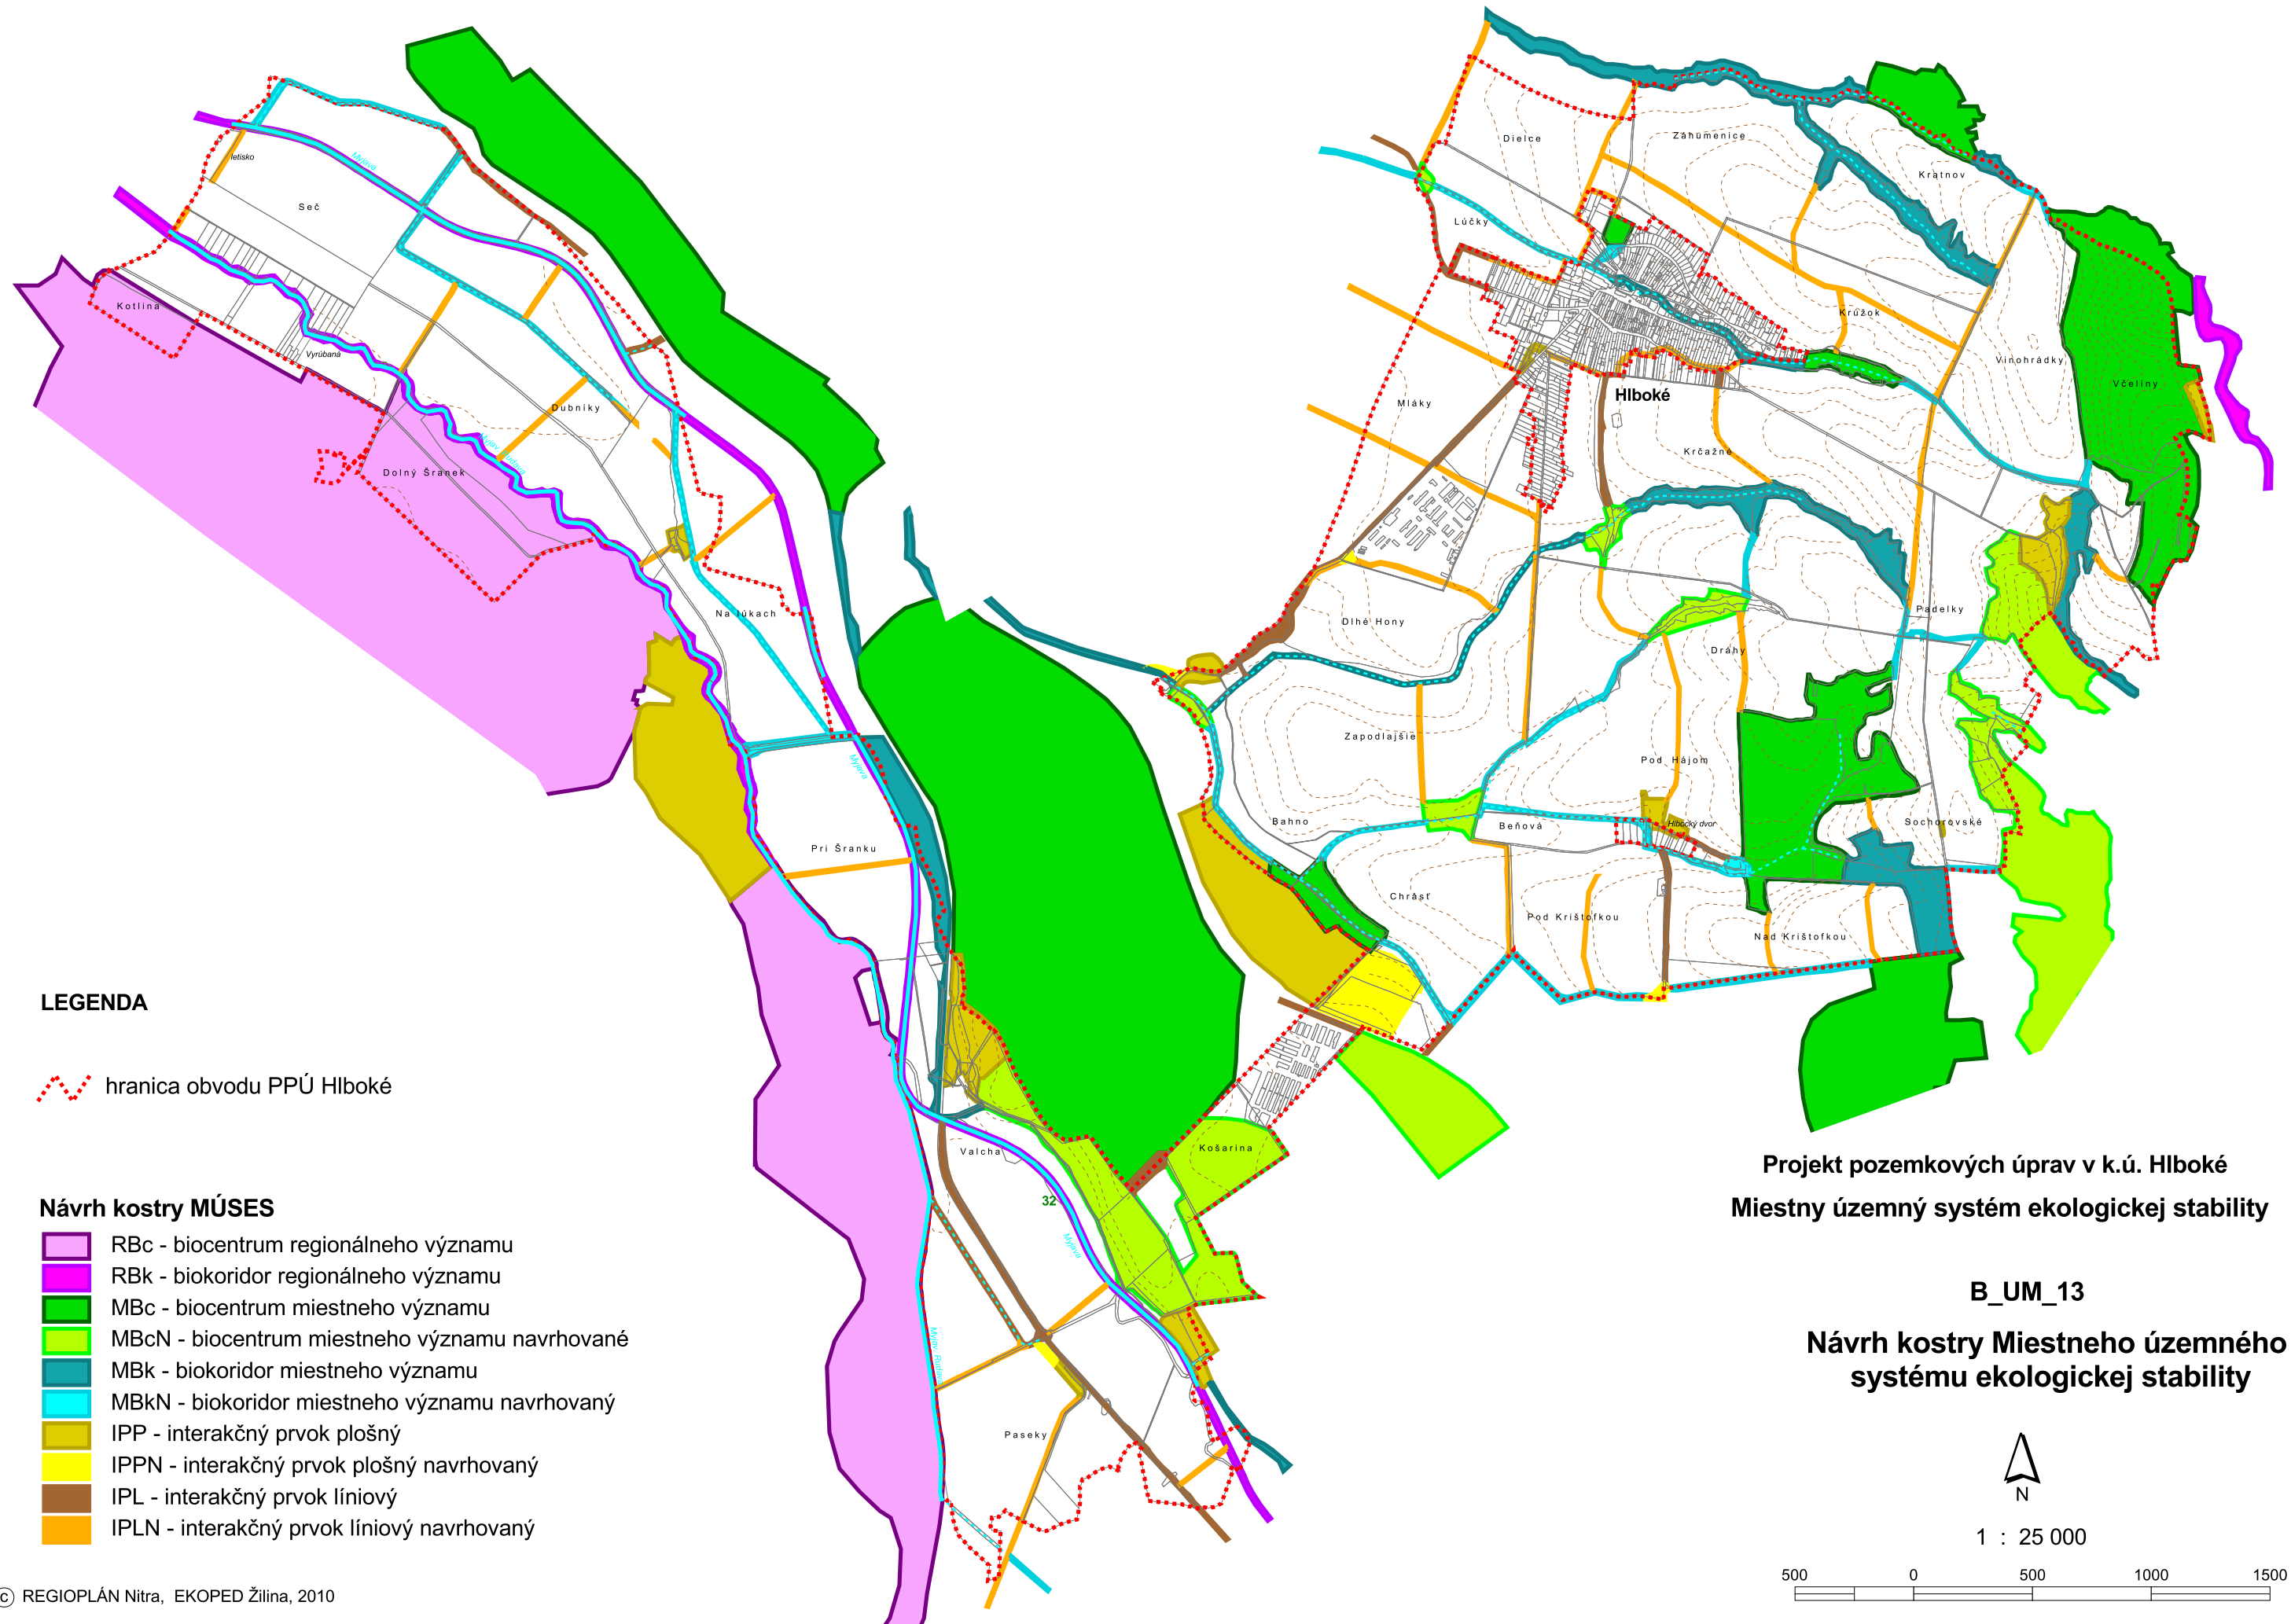 Dielce
Záhumenice
Kratnov
Myjava
letisko
Seč
Lúčky
Kotlina
Vyrúbaná
Krúžok
Vinohrádky
Včelíny
Dubníky
Mláky
Hlboké
Krčažné
Dolný Šranek
Na lúkach
Dlhé Hony
Padelky
Dráhy
Zapodlajšie
Myjava
Pod Hájom
Bahno
Beňová
Hlbocký dvor
Sochorovské
Pri Šranku
Chrásť
Pod Krištofkou
Nad Krištofkou
Valcha
Košarina
32
Myjava
Paseky
LEGENDA
hranica obvodu PPÚ Hlboké
Návrh kostry MÚSES
RBc - biocentrum regionálneho významu
RBk - biokoridor regionálneho významu
MBc - biocentrum miestneho významu
MBcN - biocentrum miestneho významu navrhované
MBk - biokoridor miestneho významu
MBkN - biokoridor miestneho významu navrhovaný
IPP - interakčný prvok plošný
IPPN - interakčný prvok plošný navrhovaný
IPL - interakčný prvok líniový
IPLN - interakčný prvok líniový navrhovaný
© REGIOPLÁN Nitra, EKOPED Žilina, 2010
Projekt pozemkových úprav v k.ú. Hlboké
Miestny územný systém ekologickej stability
B_UM_13
Návrh kostry Miestneho územného
systému ekologickej stability
N
1 : 25 000
500 0 500 1000 1500